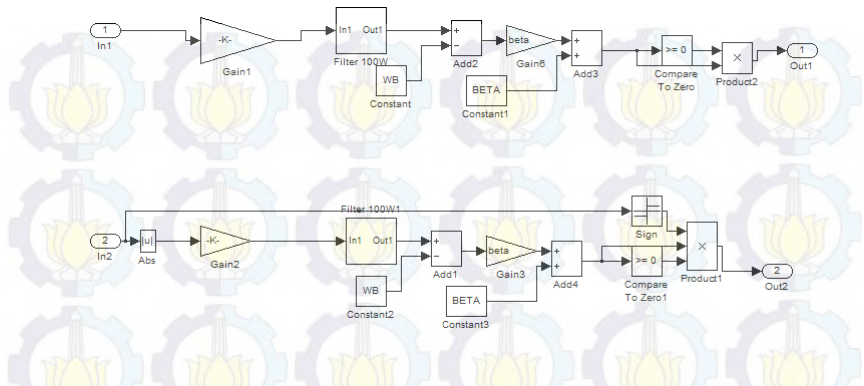 1
In1
-K-
Gain1
In1 Out1
Filter 100W
WB
Constant
+
−
Add2
beta
Gain6
BETA
Constant1
+
+
Add3
>= 0
Compare
To Zero
×
Product2
1
Out1
2
In2
|u|
Abs
-K-
Gain2
Filter 100W1
In1 Out1
WB
Constant2
+
−
Add1
beta
Gain3
BETA
Constant3
+
+
Add4
Sign
>= 0
Compare
To Zero1
×
Product1
2
Out2